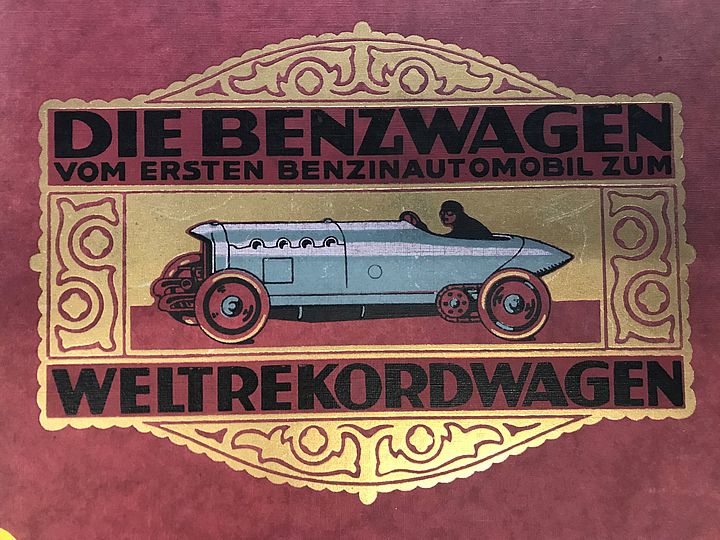 DIE BENZWAGEN
VOM ERSTEN BENZINAUTOMOBIL ZUM
WELTREKORDWAGEN